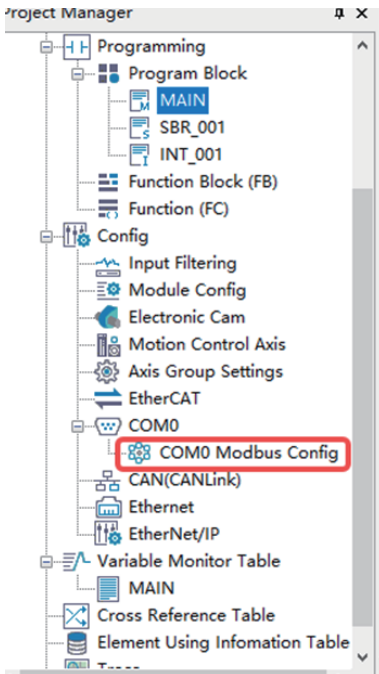 Project Manager
Programming
Program Block
MAIN
SBR_001
INT_001
Function Block (FB)
Function (FC)
Config
Input Filtering
Module Config
Electronic Cam
Motion Control Axis
Axis Group Settings
EtherCAT
COM0
COM0 Modbus Config
CAN(CANLink)
Ethernet
EtherNet/IP
Variable Monitor Table
MAIN
Cross Reference Table
Element Using Infomation Table